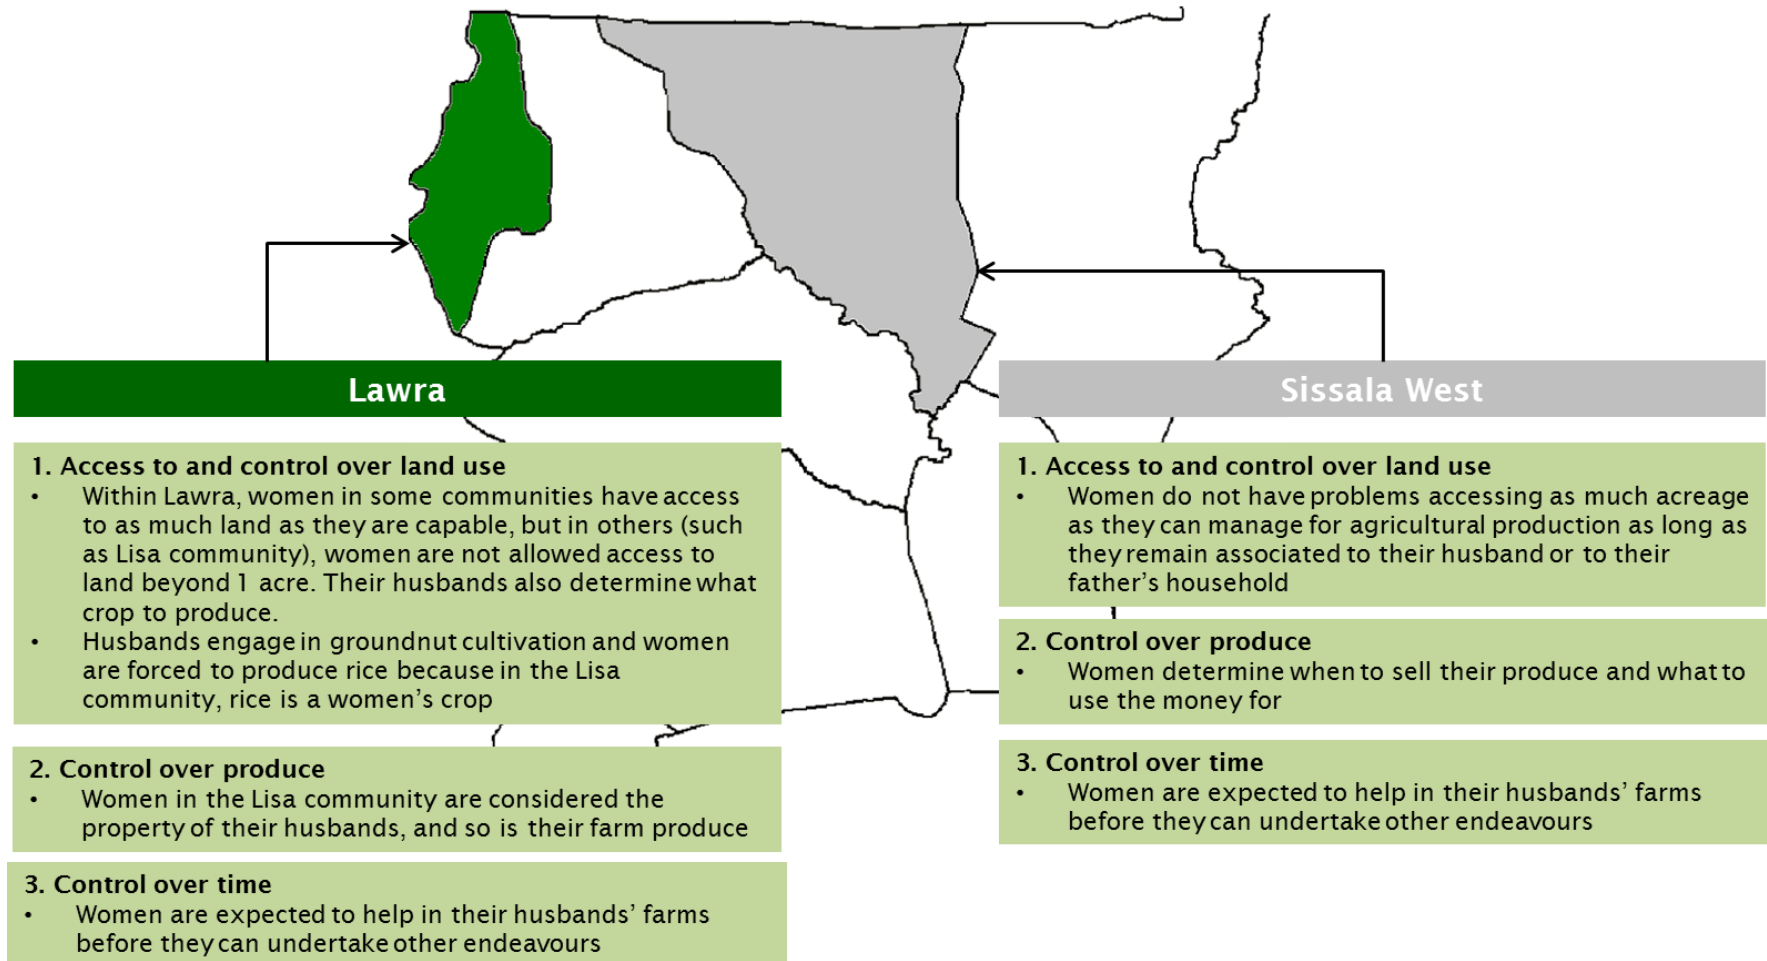 Lawra
1. Access to and control over land use
• Within Lawra, women in some communities have access
to as much land as they are capable, but in others (such
as Lisa community), women are not allowed access to
land beyond 1 acre. Their husbands also determine what
crop to produce.
• Husbands engage in groundnut cultivation and women
are forced to produce rice because in the Lisa
community, rice is a women’s crop
2. Control over produce
• Women in the Lisa community are considered the
property of their husbands, and so is their farm produce
3. Control over time
• Women are expected to help in their husbands’ farms
before they can undertake other endeavours
Sissala West
1. Access to and control over land use
• Women do not have problems accessing as much acreage
as they can manage for agricultural production as long as
they remain associated to their husband or to their
father’s household
2. Control over produce
• Women determine when to sell their produce and what to
use the money for
3. Control over time
• Women are expected to help in their husbands’ farms
before they can undertake other endeavours